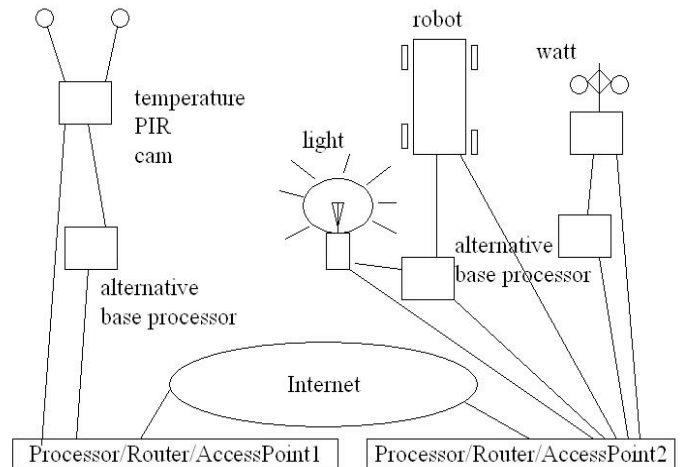 robot
watt
temperature
PIR
cam
light
alternative
base processor
alternative
base processor
Internet
Processor/Router/AccessPoint1
Processor/Router/AccessPoint2